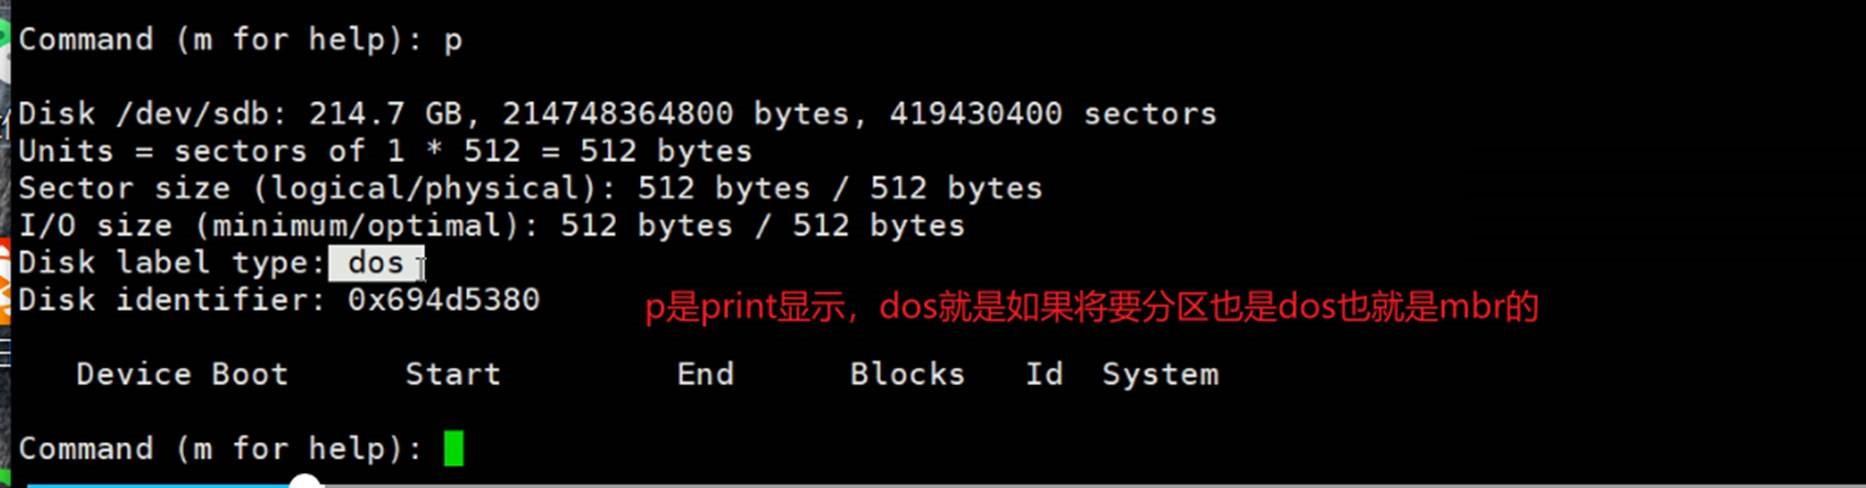 Command (m for help): p
Disk /dev/sdb: 214.7 GB, 214748364800 bytes, 419430400 sectors
Units = sectors of 1 * 512 = 512 bytes
Sector size (logical/physical): 512 bytes / 512 bytes
I/O size (minimum/optimal): 512 bytes / 512 bytes
Disk label type: dos
Disk identifier: 0x694d5380
p是print显示，dos就是如果将要分区也是dos也就是mbr的
Device Boot Start End Blocks Id System
Command (m for help):